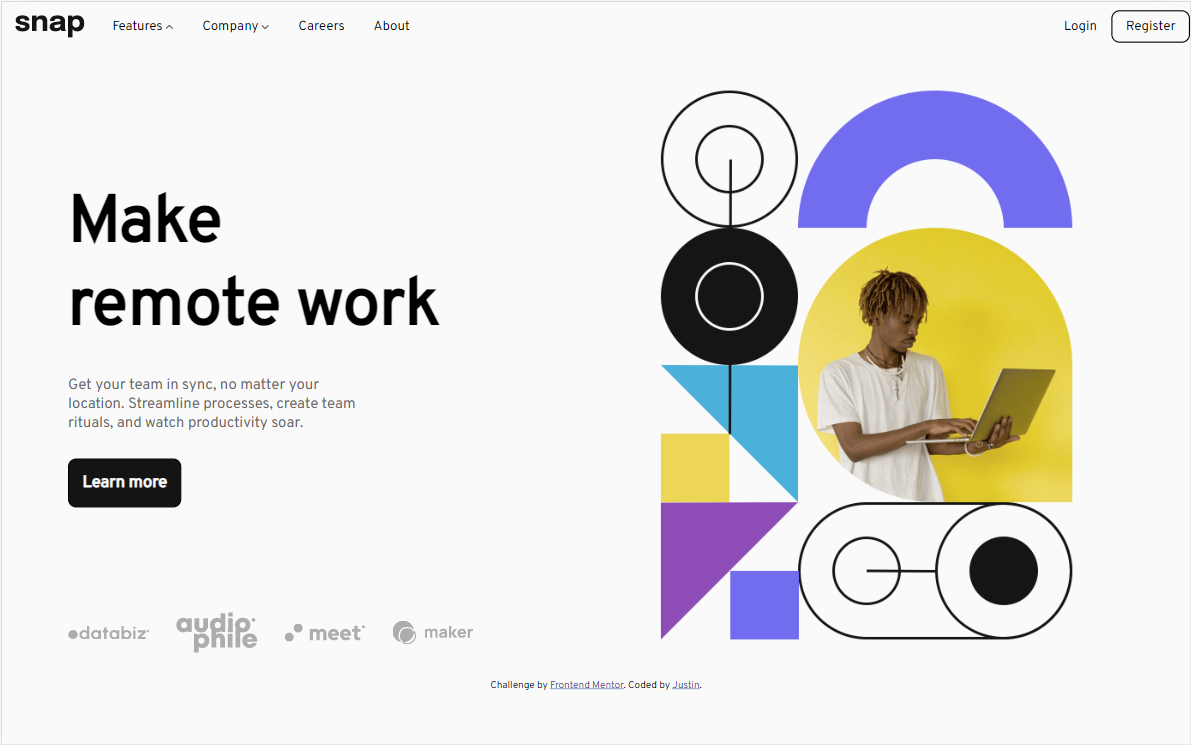 snap Features Company Careers About Login Register
Make
remote work
Get your team in sync, no matter your
location. Streamline processes, create team
rituals, and watch productivity soar.
Learn more
databiz audiophile meet maker
Challenge by Frontend Mentor. Coded by Justin.